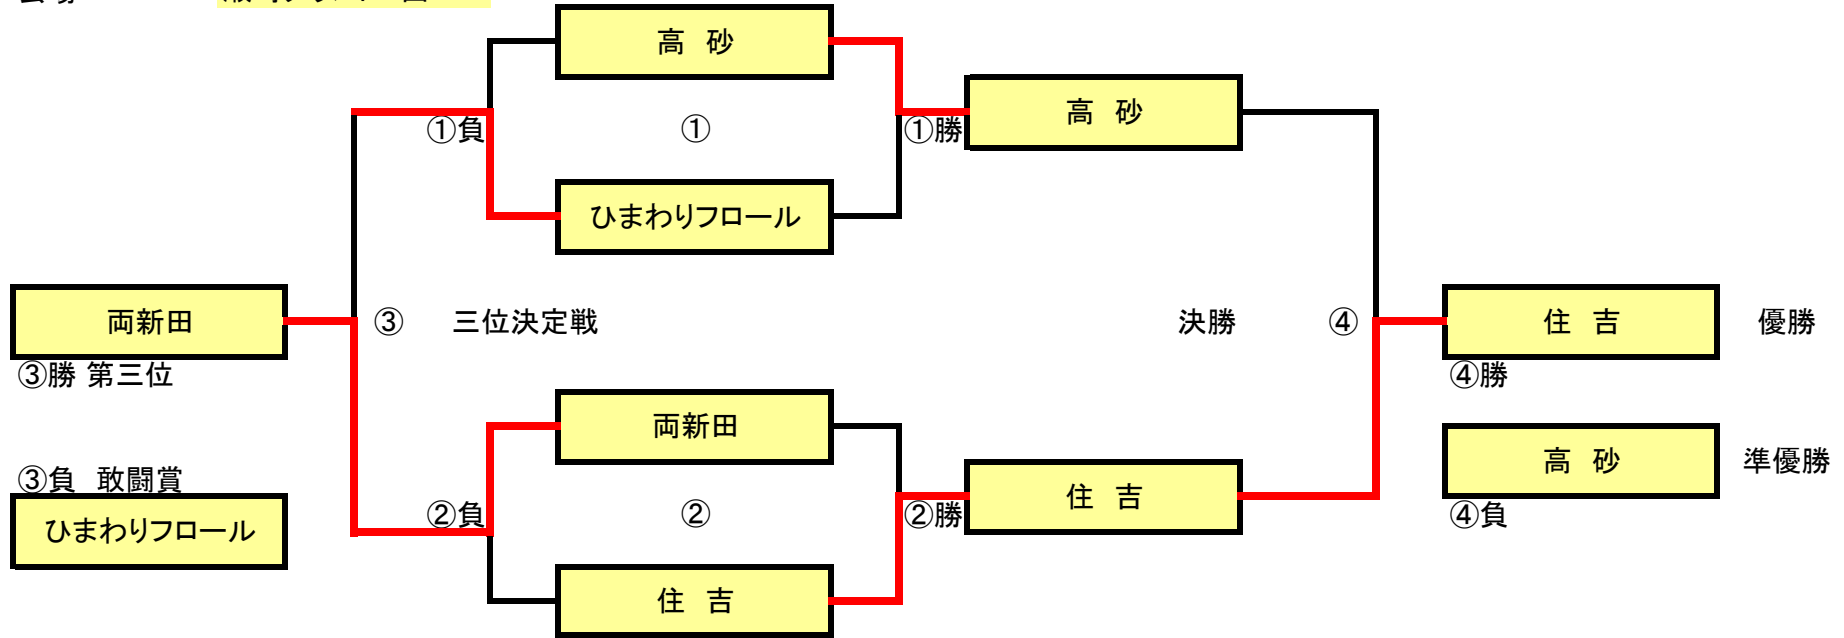 高 砂
高 砂
①負
①
①勝
ひまわりフロール
両新田
③
三位決定戦
決勝
④
住 吉
優勝
③勝 第三位
④勝
両新田
高 砂
準優勝
③負 敢闘賞
住 吉
②負
②
②勝
④負
ひまわりフロール
住 吉